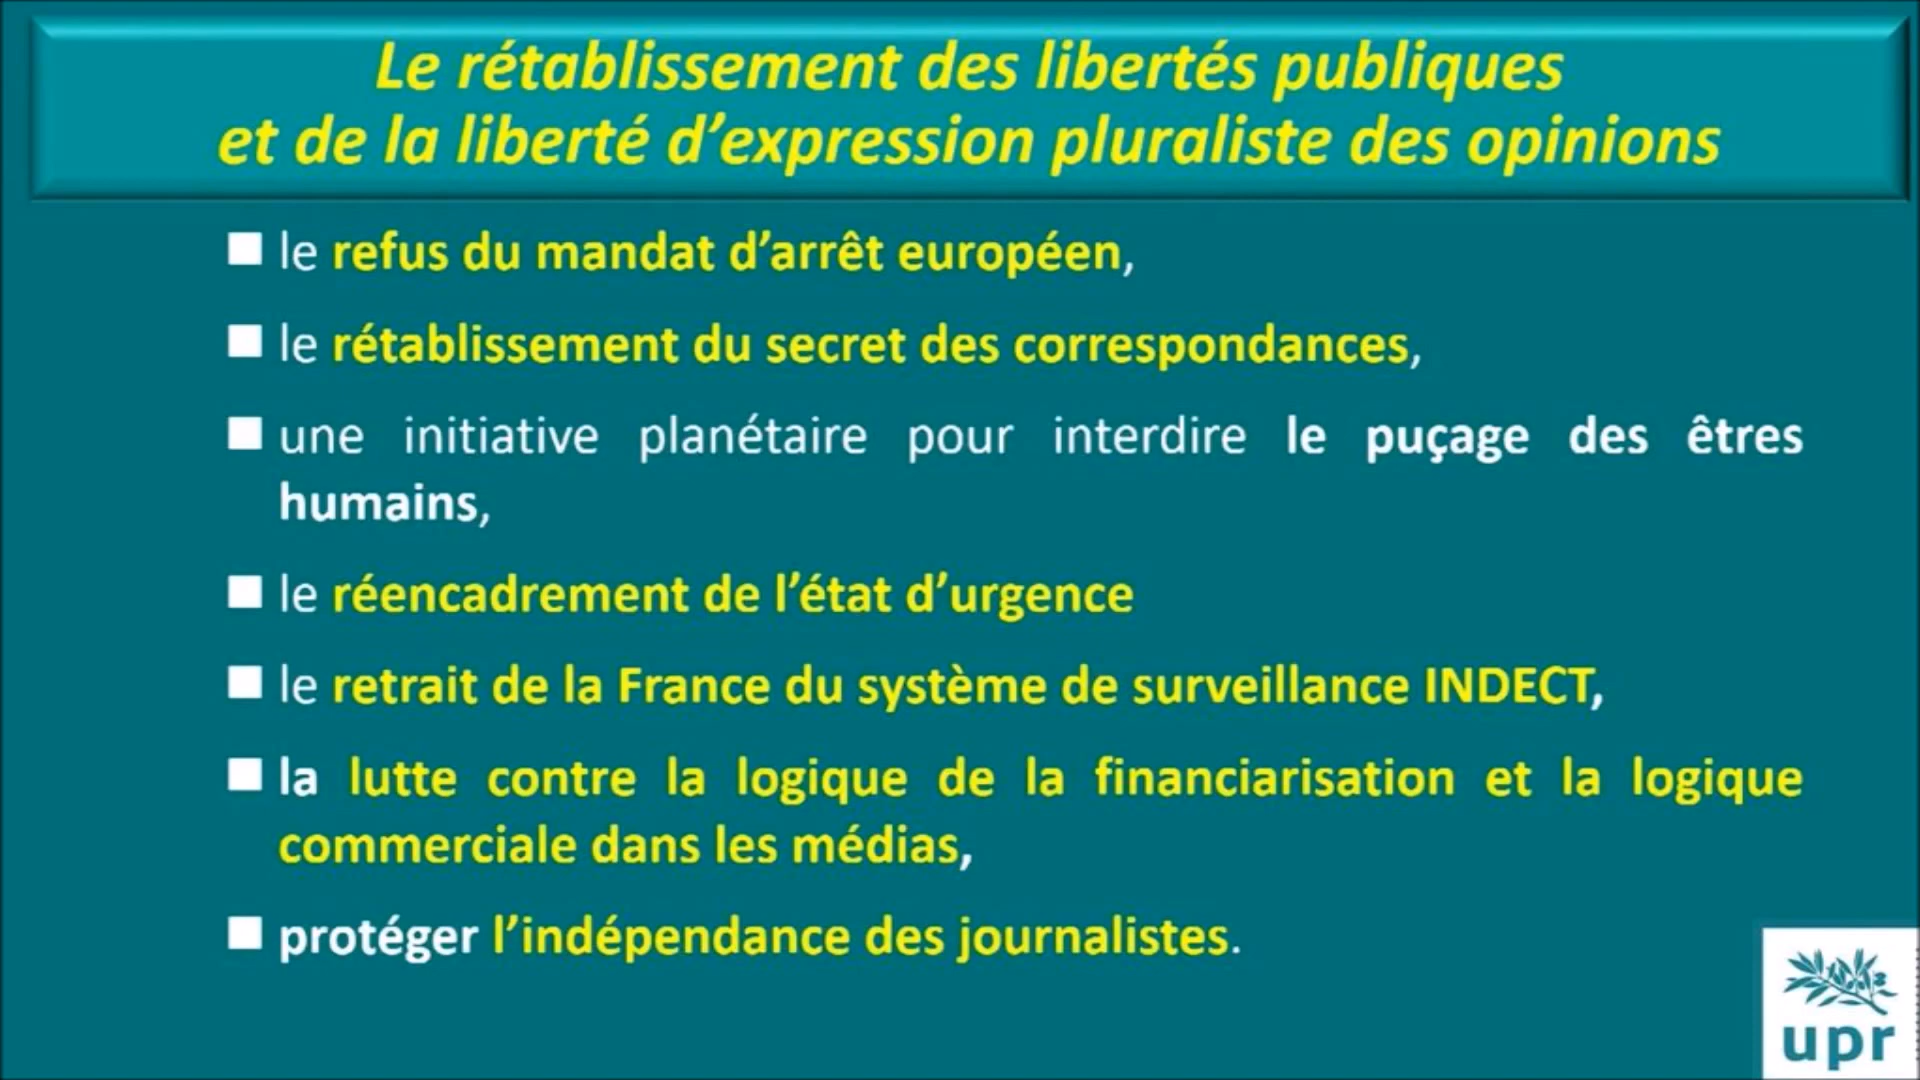 Le rétablissement des libertés publiques
et de la liberté d’expression pluraliste des opinions
le refus du mandat d’arrêt européen,
le rétablissement du secret des correspondances,
une initiative planétaire pour interdire le puçage des êtres
humains,
le réencadrement de l’état d’urgence
le retrait de la France du système de surveillance INDECT,
la lutte contre la logique de la financiarisation et la logique
commerciale dans les médias,
protéger l’indépendance des journalistes.
upr